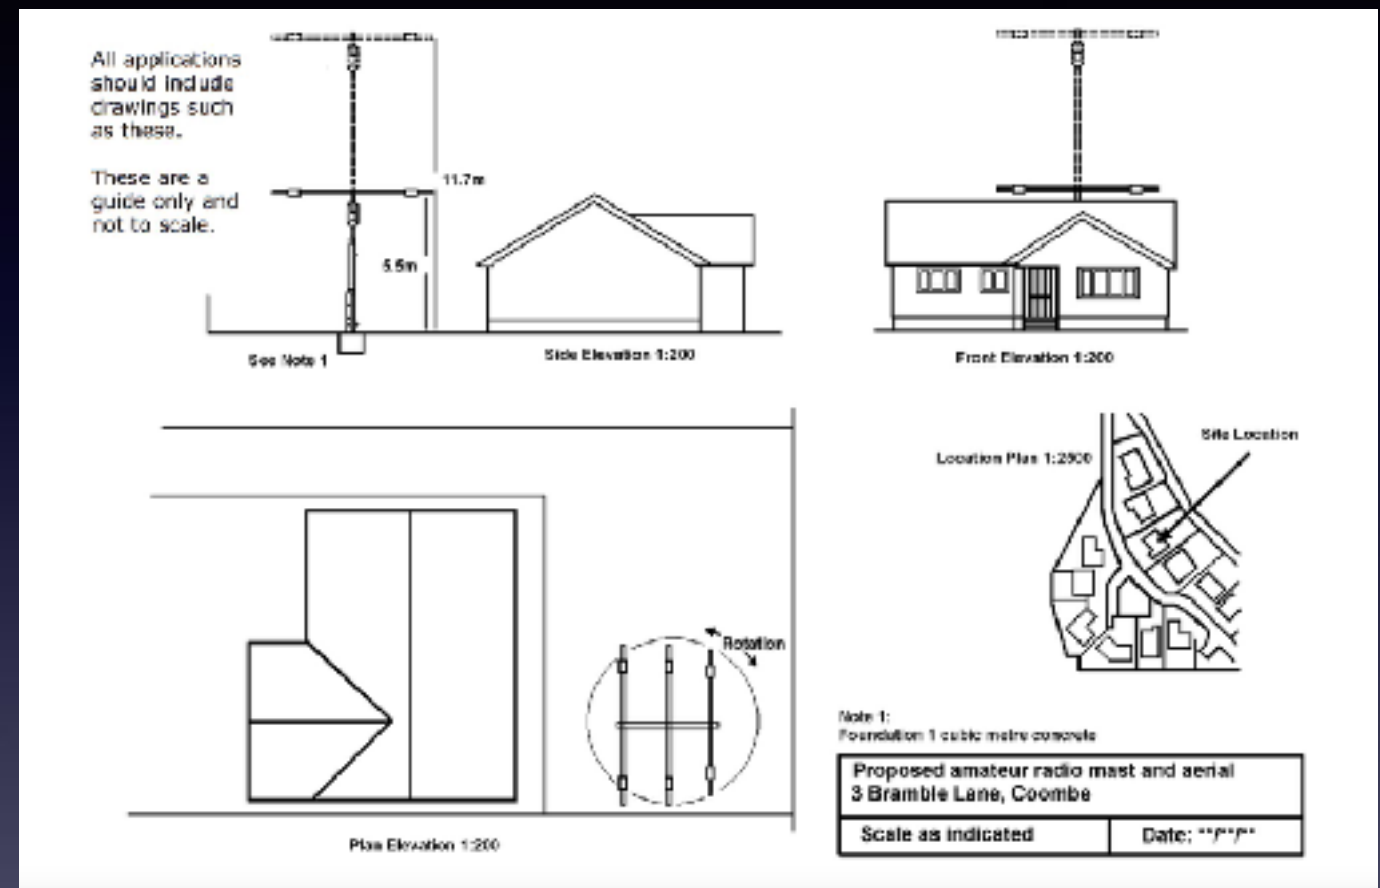 All applications
should include
drawings such
as these.
These are a
guide only and
not to scale.
11.7m
5.5m
See Note 1
Side Elevation 1:200
Front Elevation 1:200
Site Location
Location Plan 1:2500
Rotation
Plan Elevation 1:200
Note 1:
Foundation 1 cubic metre concrete
Proposed amateur radio mast and aerial
3 Bramble Lane, Coombe
Scale as indicated
Date: **/**/**